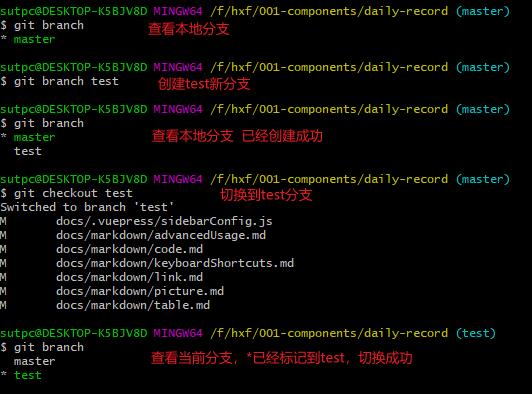 sutpc@DESKTOP-K5BJV8D MINGW64 /f/hxf/001-components/daily-record (master)
$ git branch 查看本地分支
* master
sutpc@DESKTOP-K5BJV8D MINGW64 /f/hxf/001-components/daily-record (master)
$ git branch test 创建test新分支
sutpc@DESKTOP-K5BJV8D MINGW64 /f/hxf/001-components/daily-record (master)
$ git branch
* master 查看本地分支 已经创建成功
test
sutpc@DESKTOP-K5BJV8D MINGW64 /f/hxf/001-components/daily-record (master)
$ git checkout test 切换到test分支
Switched to branch 'test'
M docs/.vuepress/sidebarConfig.js
M docs/markdown/advancedUsage.md
M docs/markdown/code.md
M docs/markdown/keyboardShortcuts.md
M docs/markdown/link.md
M docs/markdown/picture.md
M docs/markdown/table.md
sutpc@DESKTOP-K5BJV8D MINGW64 /f/hxf/001-components/daily-record (test)
$ git branch
master 查看当前分支，*已经标记到test，切换成功
* test